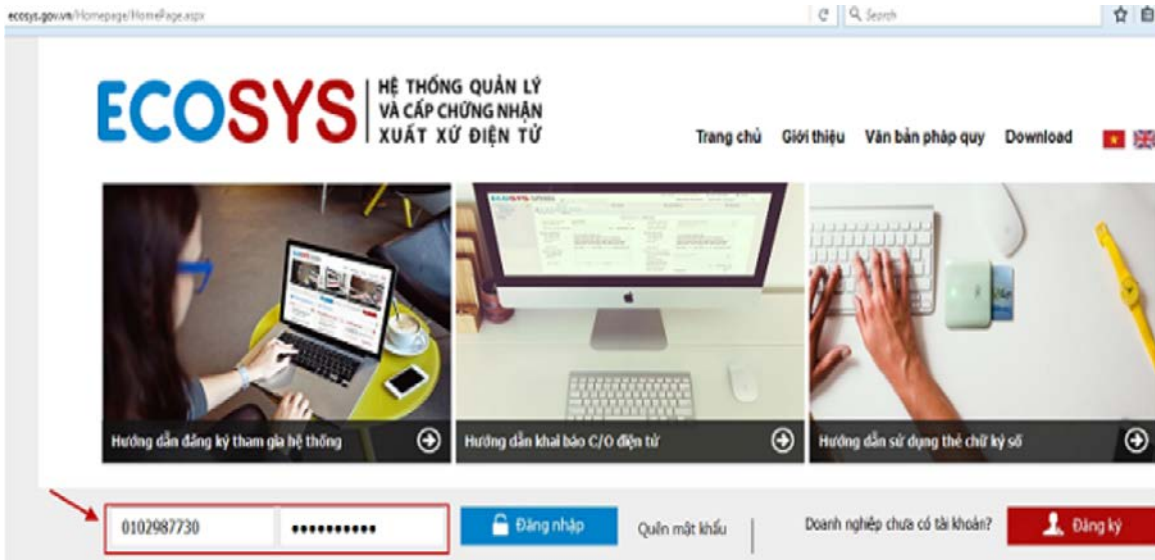 ecosys.gov.vn/Homepage/HomePage.aspx
Search
ECOSYS
HỆ THỐNG QUẢN LÝ
VÀ CẤP CHỨNG NHẬN
XUẤT XỨ ĐIỆN TỬ
Trang chủ Giới thiệu Văn bản pháp quy Download
Hướng dẫn đăng ký tham gia hệ thống
Hướng dẫn khai báo C/O điện tử
Hướng dẫn sử dụng thẻ chữ ký số
0102987730 •••••••••• Đăng nhập Quên mật khẩu Doanh nghiệp chưa có tài khoản? Đăng ký